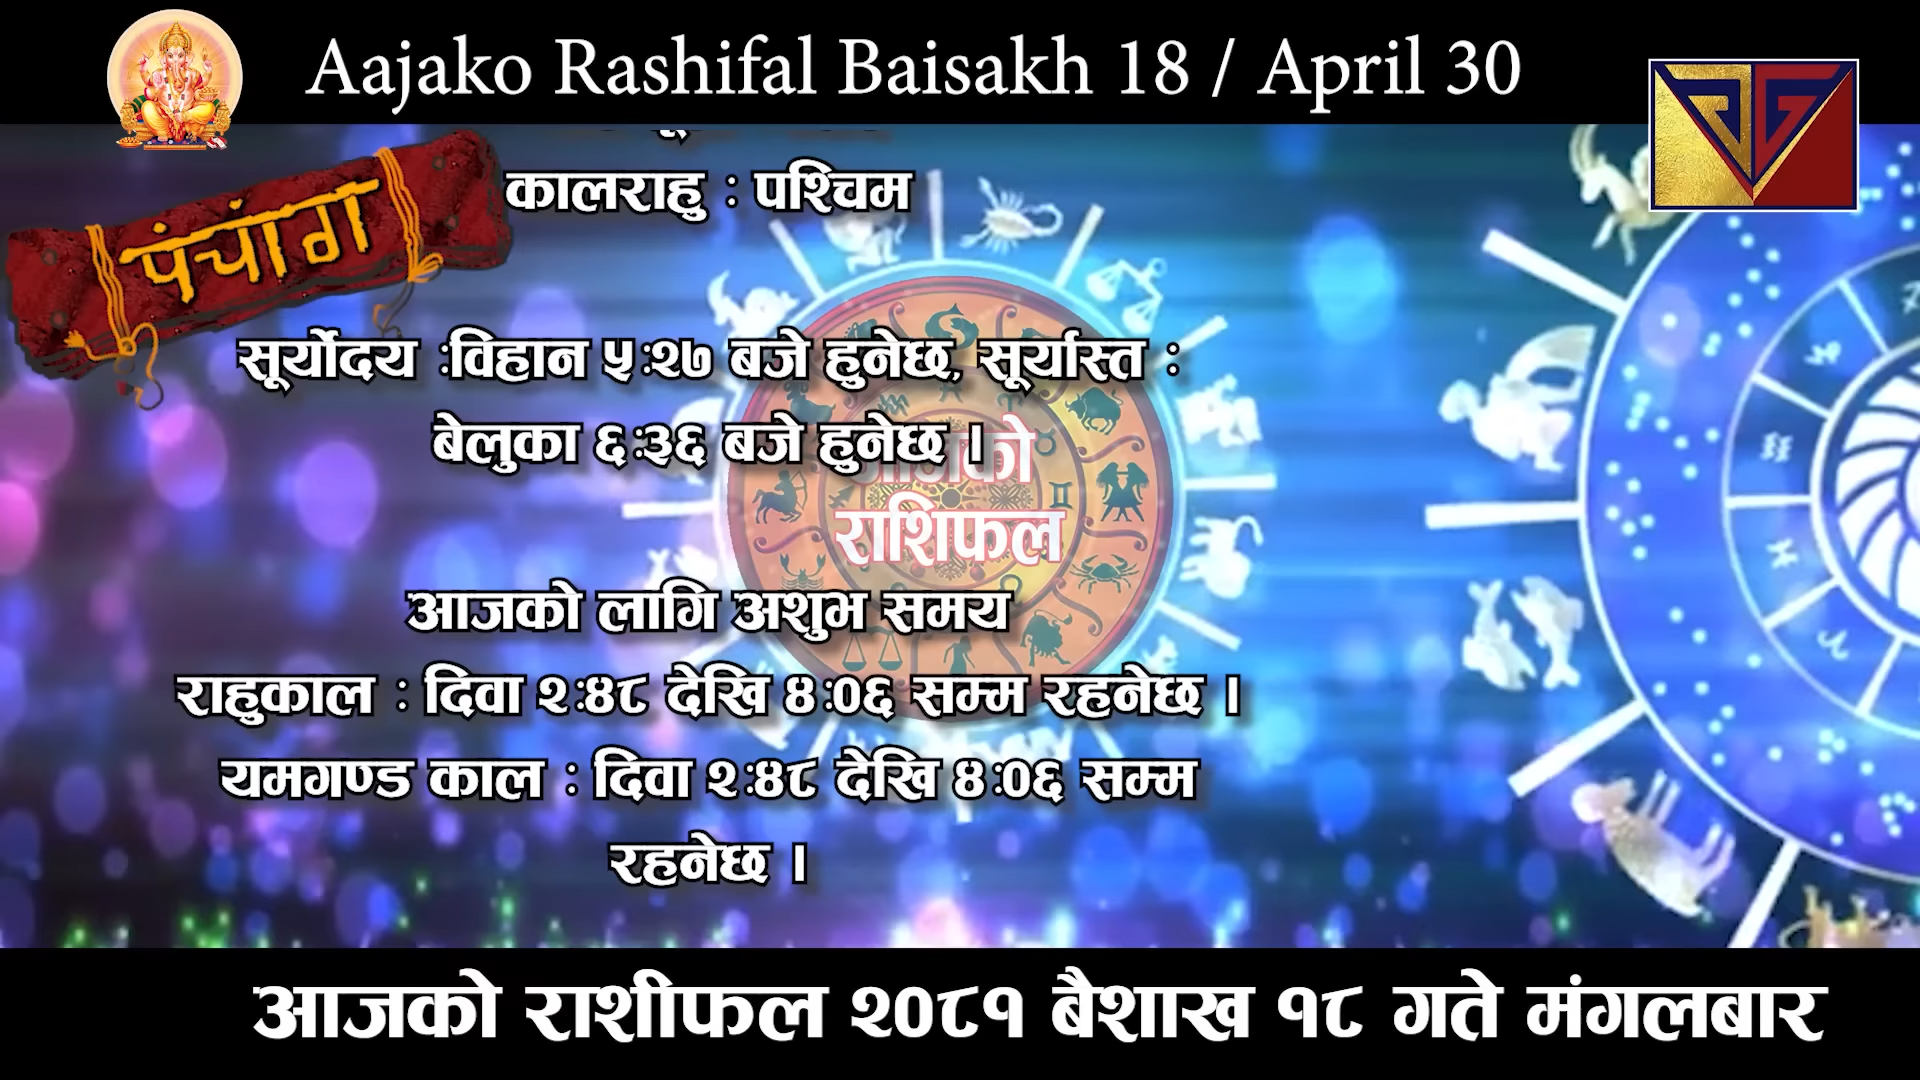 Aajako Rashifal Baisakh 18 / April 30
पंचांग
कालराहु : पश्चिम
सूर्योदय :विहान ५:२७ बजे हुनेछ, सूर्यास्त :
बेलुका ६:३६ बजे हुनेछ ।
राशिफल
आजको लागि अशुभ समय
राहुकाल : दिवा २:४८ देखि ४:०६ सम्म रहनेछ ।
यमगण्ड काल : दिवा २:४८ देखि ४:०६ सम्म
रहनेछ ।
आजको राशीफल २०८१ बैशाख १८ गते मंगलबार